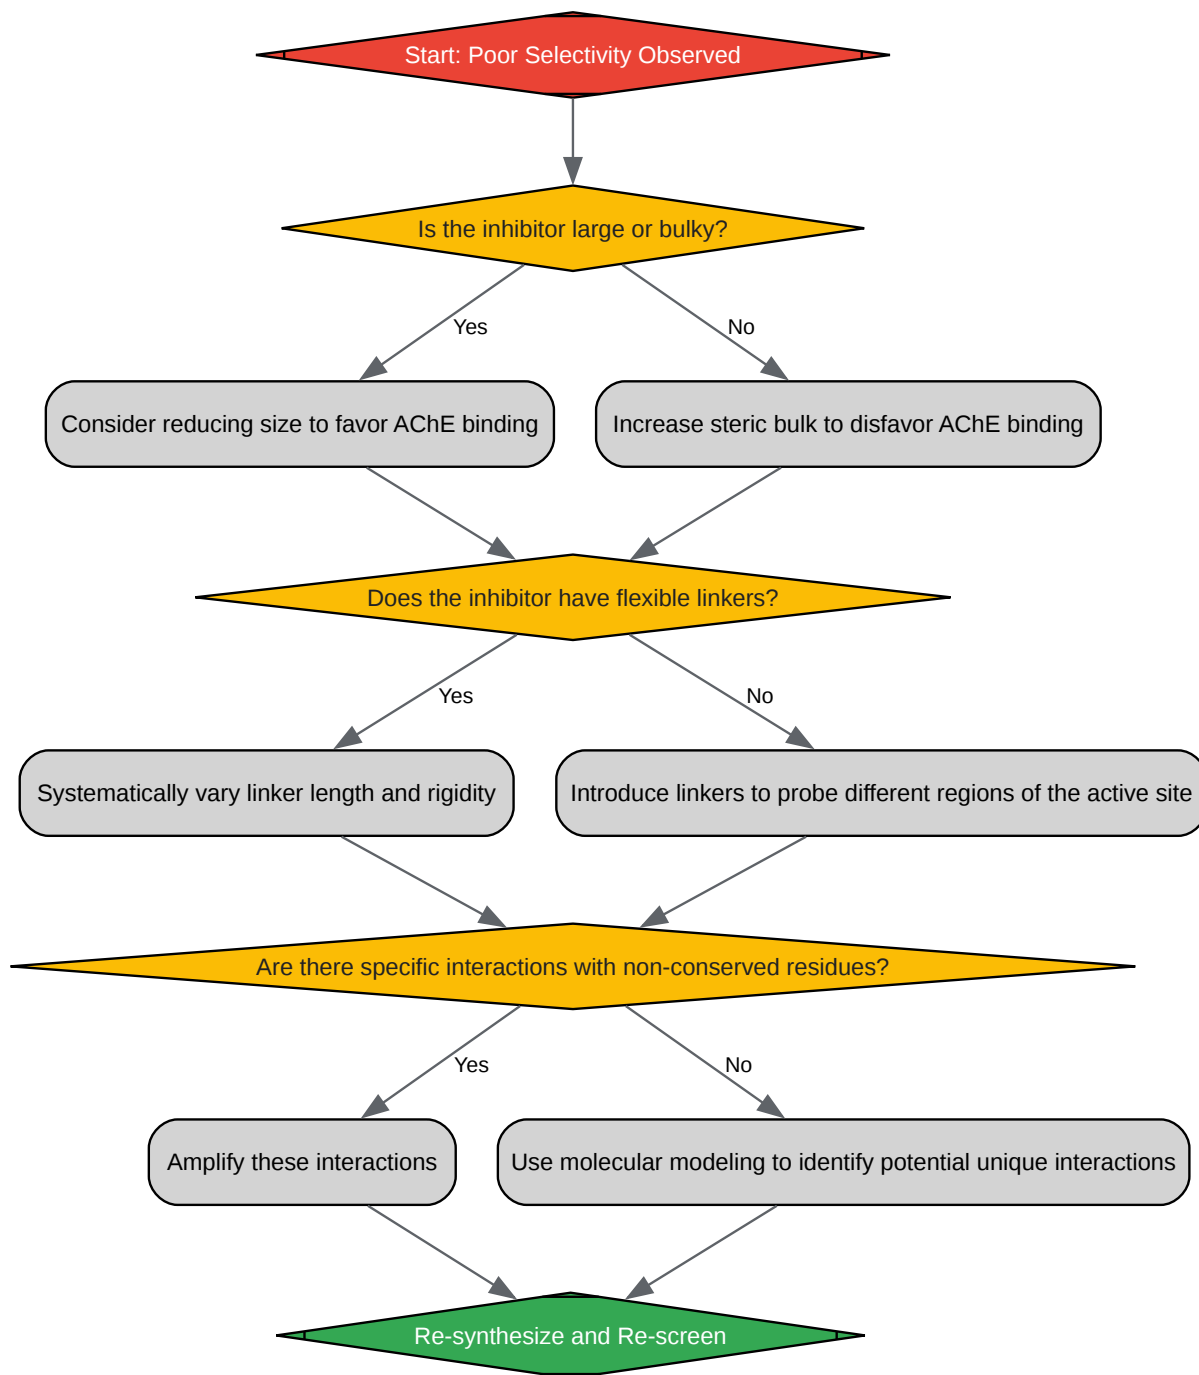 Start: Poor Selectivity Observed
Is the inhibitor large or bulky?
Yes
No
Consider reducing size to favor AChE binding
Increase steric bulk to disfavor AChE binding
Does the inhibitor have flexible linkers?
Yes
No
Systematically vary linker length and rigidity
Introduce linkers to probe different regions of the active site
Are there specific interactions with non-conserved residues?
Yes
No
Amplify these interactions
Use molecular modeling to identify potential unique interactions
Re-synthesize and Re-screen